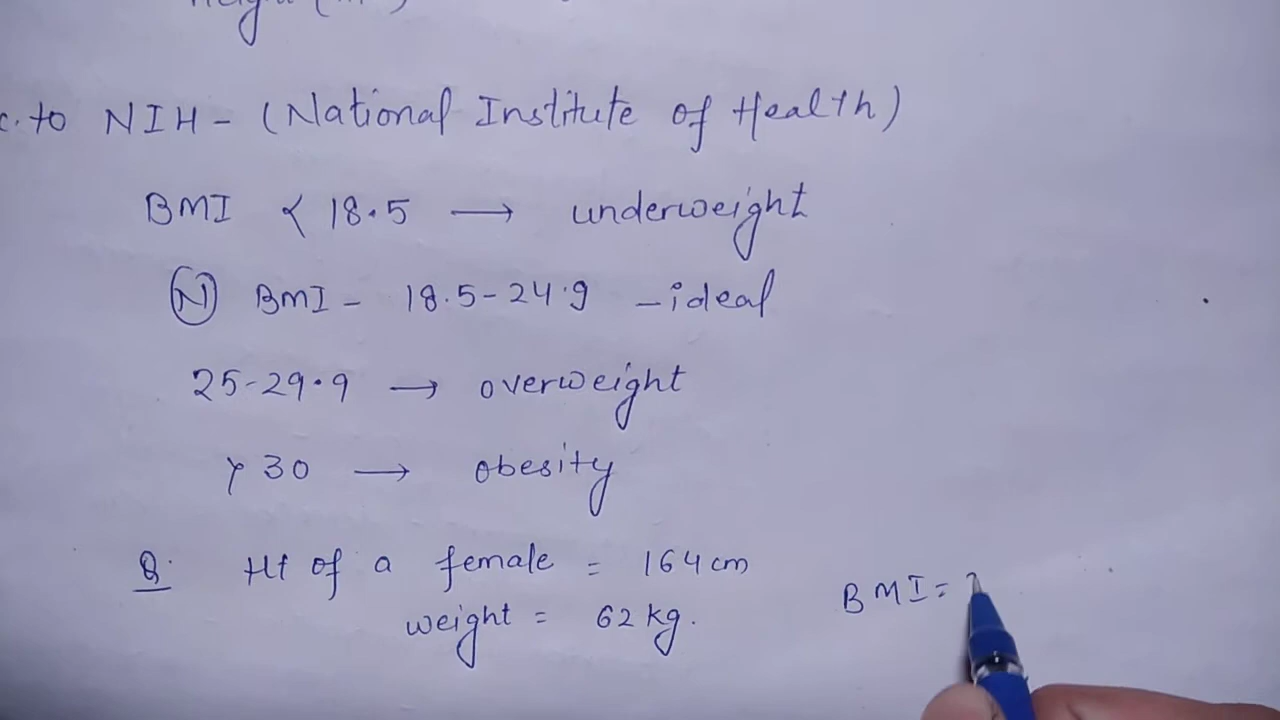 c. to NIH - (National Institute of Health)
BMI < 18.5 → underweight
(N) BMI - 18.5-24.9 - ideal
25-29.9 → overweight
> 30 → obesity
Q. Ht of a female = 164 cm
weight = 62 kg.
BMI = ?